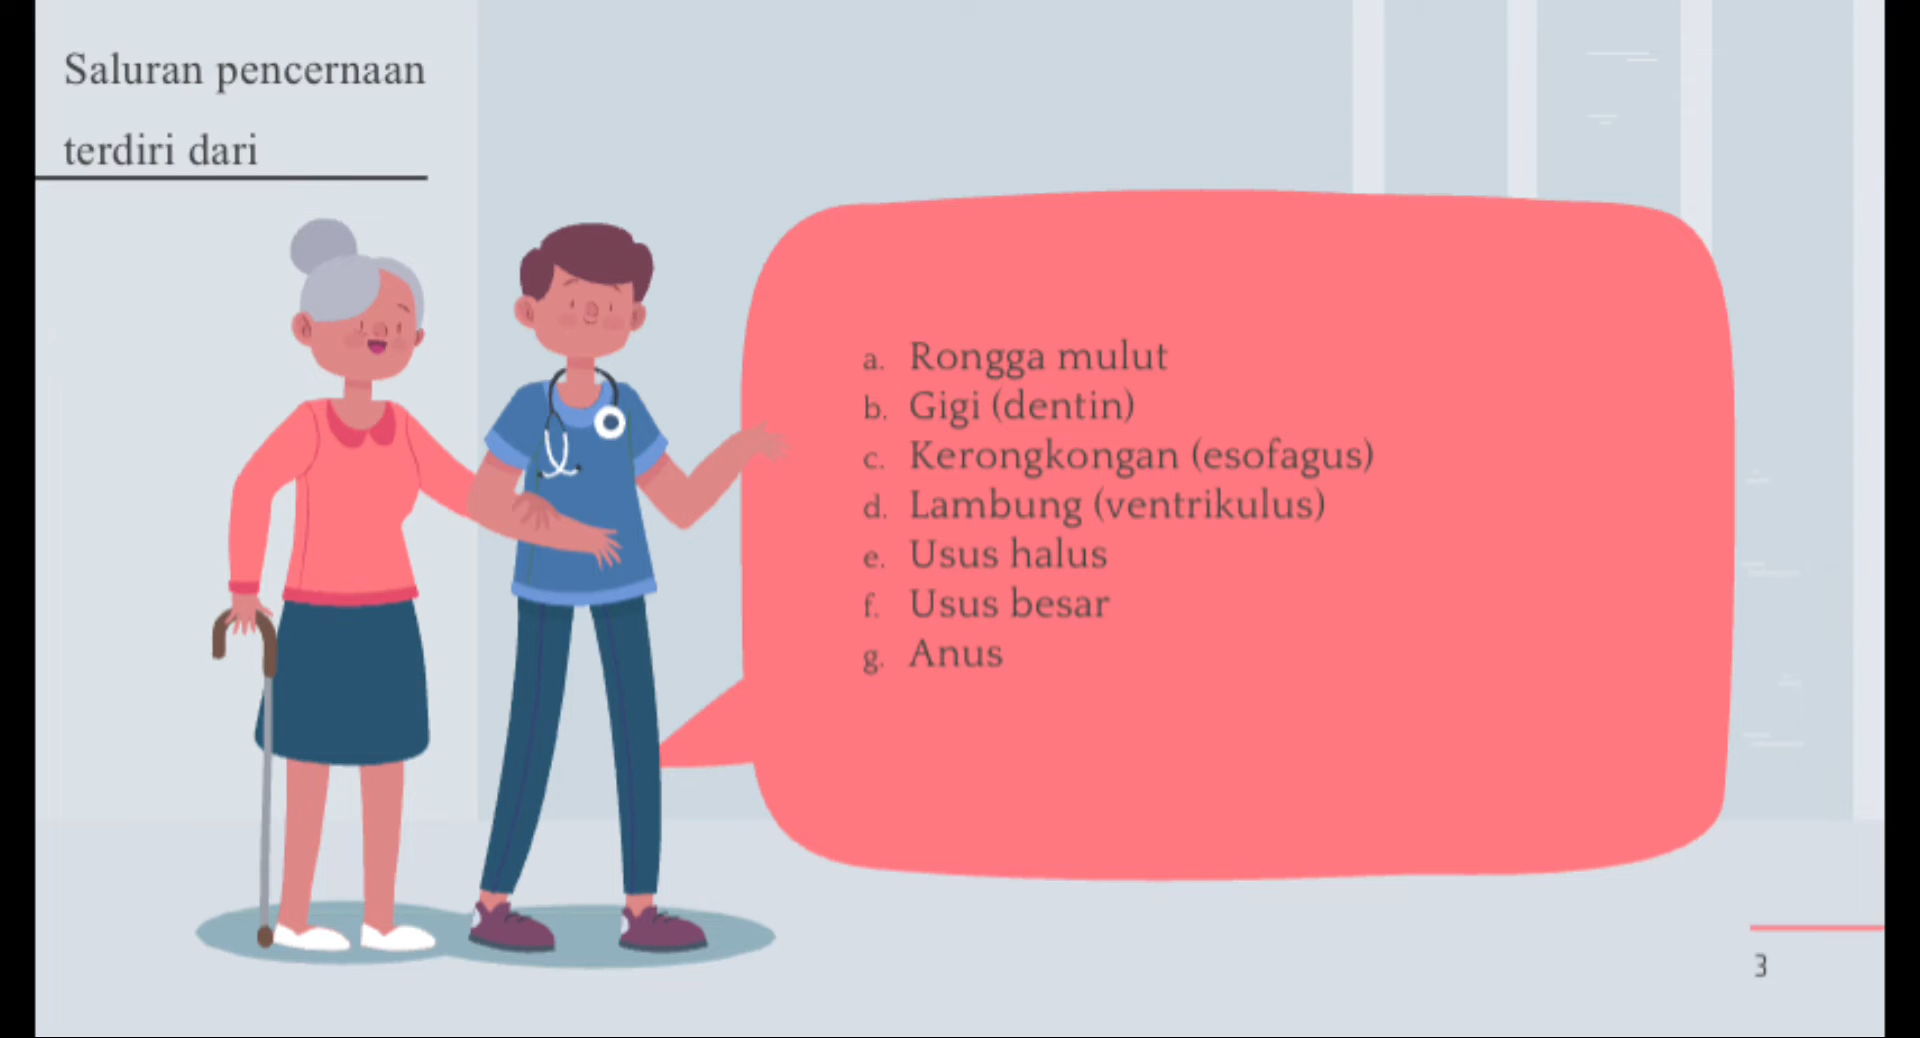 Saluran pencernaan
terdiri dari
a. Rongga mulut
b. Gigi (dentin)
c. Kerongkongan (esofagus)
d. Lambung (ventrikulus)
e. Usus halus
f. Usus besar
g. Anus
3